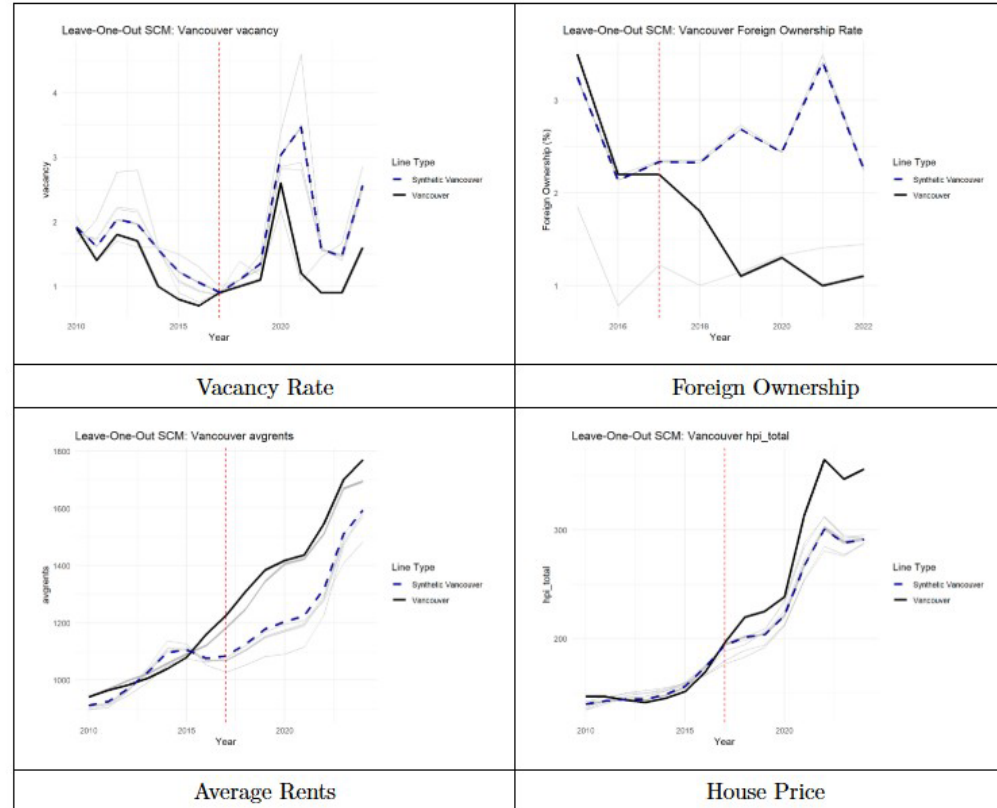 Leave-One-Out SCM: Vancouver vacancy
4
3
2
1
vacancy
2010
2015
2020
Year
Line Type
Synthetic Vancouver
Vancouver
Leave-One-Out SCM: Vancouver Foreign Ownership Rate
3
2
1
Foreign Ownership (%)
2016
2018
2020
2022
Year
Line Type
Synthetic Vancouver
Vancouver
Vacancy Rate
Foreign Ownership
Leave-One-Out SCM: Vancouver avgrents
1800
1600
1400
1200
1000
avgrents
2010
2015
2020
Year
Line Type
Synthetic Vancouver
Vancouver
Leave-One-Out SCM: Vancouver hpi_total
300
200
hpi_total
2010
2015
2020
Year
Line Type
Synthetic Vancouver
Vancouver
Average Rents
House Price